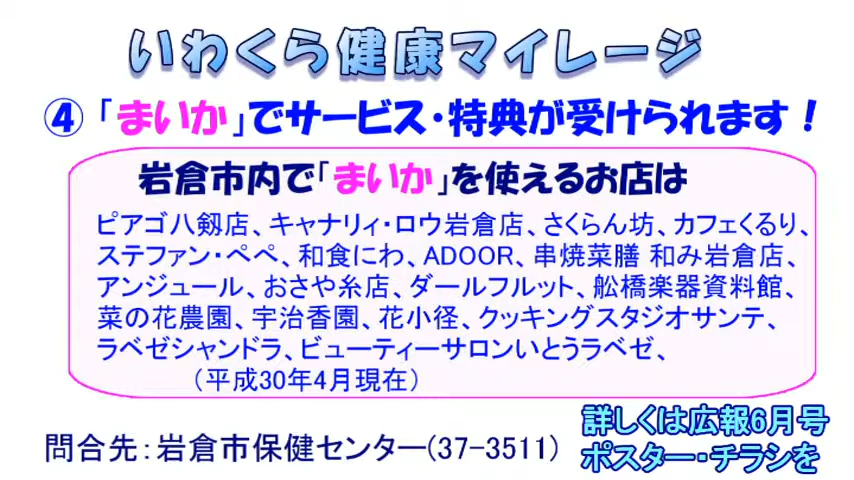 いわくら健康マイレージ
④「まいか」でサービス・特典が受けられます！
岩倉市内で「まいか」を使えるお店は
ピアゴ八剱店、キャナリィ・ロウ岩倉店、さくらん坊、カフェくるり、
ステファン・ペペ、和食にわ、ADOOR、串焼菜膳 和み岩倉店、
アンジュール、おさや糸店、ダールフルット、舩橋楽器資料館、
菜の花農園、宇治香園、花小径、クッキングスタジオサンテ、
ラベゼシャンドラ、ビューティーサロンいとうラベゼ、
（平成30年4月現在）
問合先：岩倉市保健センター(37-3511)
詳しくは広報6月号
ポスター・チラシを